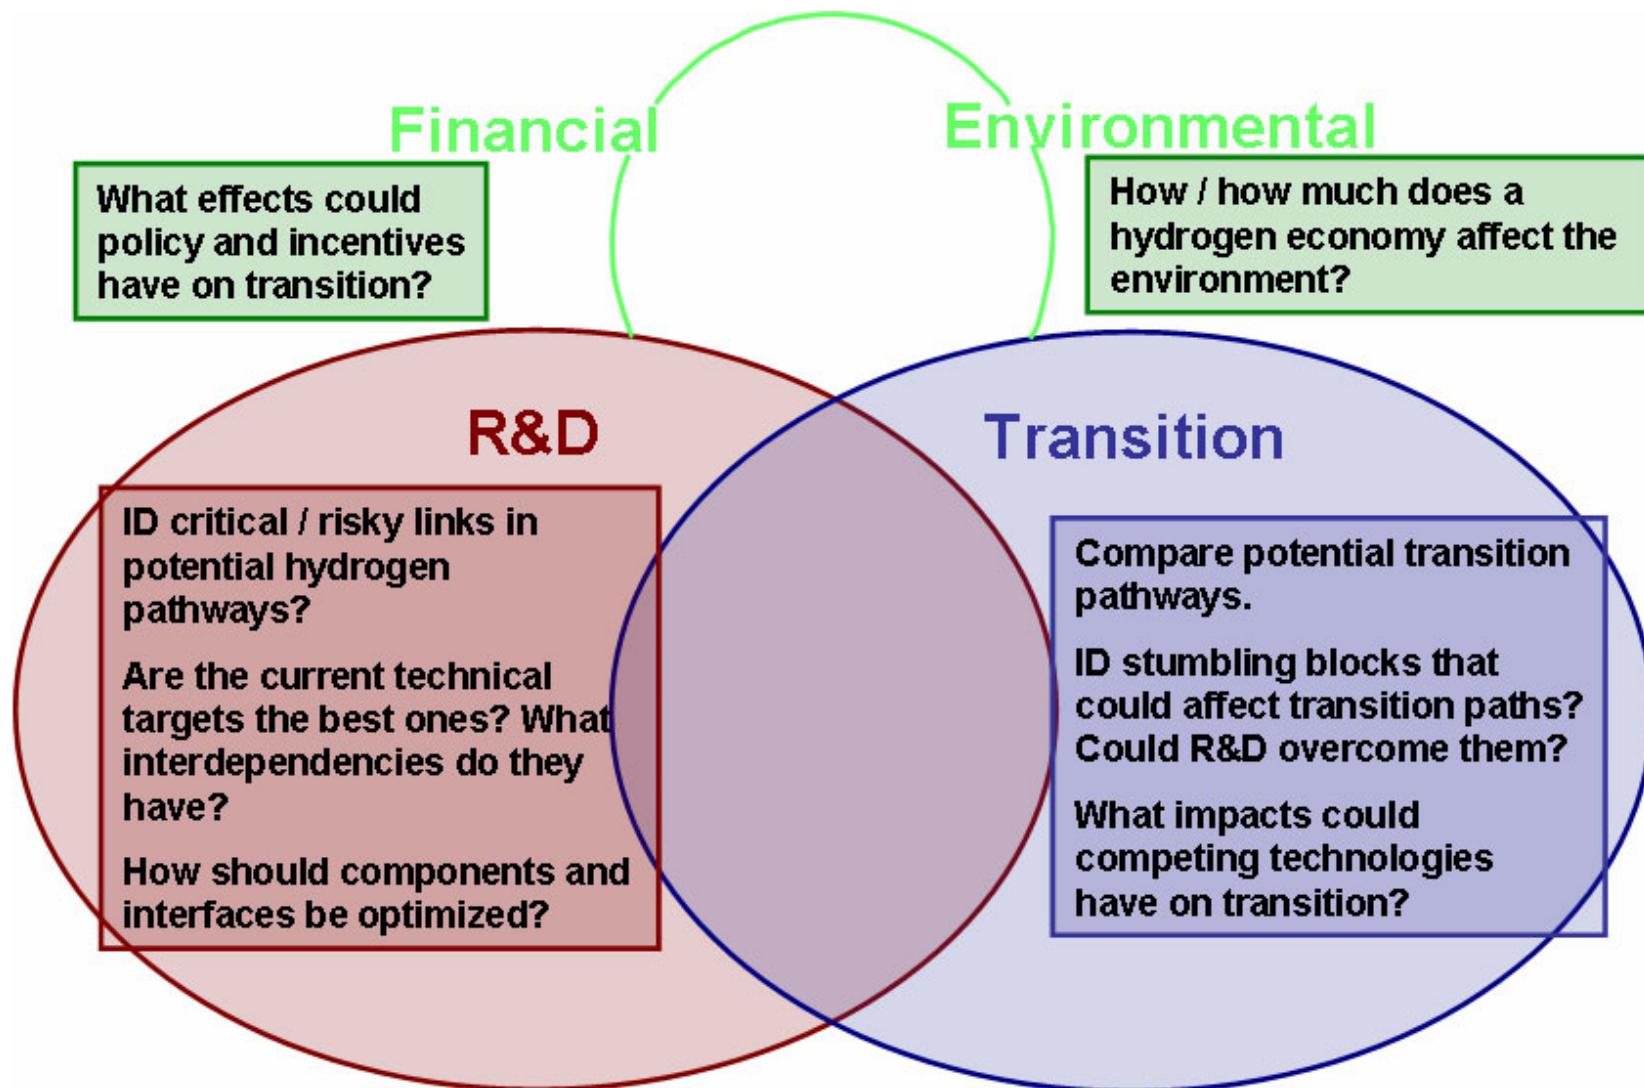 Financial
Environmental
What effects could
policy and incentives
have on transition?
How / how much does a
hydrogen economy affect the
environment?
R&D
ID critical / risky links in
potential hydrogen
pathways?
Are the current technical
targets the best ones? What
interdependencies do they
have?
How should components and
interfaces be optimized?
Transition
Compare potential transition
pathways.
ID stumbling blocks that
could affect transition paths?
Could R&D overcome them?
What impacts could
competing technologies
have on transition?